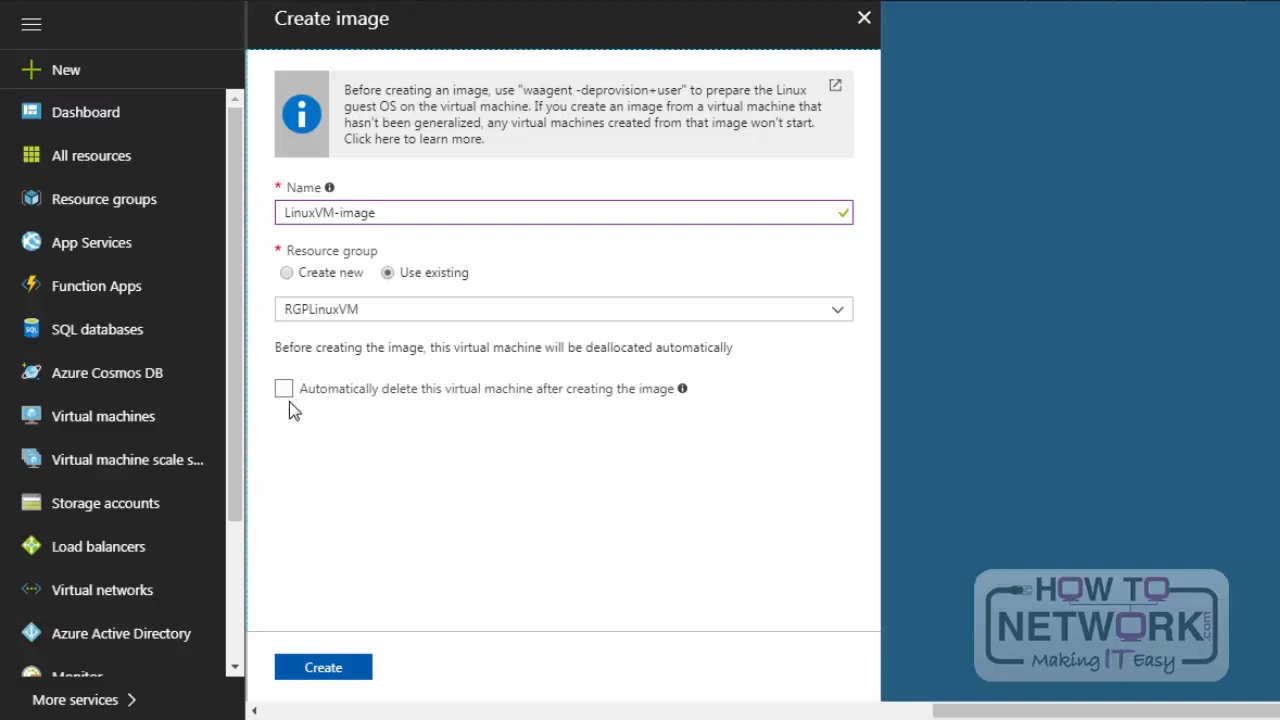 Create image
New
Dashboard
All resources
Resource groups
App Services
Function Apps
SQL databases
Azure Cosmos DB
Virtual machines
Virtual machine scale s...
Storage accounts
Load balancers
Virtual networks
Azure Active Directory
Monitor
More services
Before creating an image, use "waagent -deprovision+user" to prepare the Linux
guest OS on the virtual machine. If you create an image from a virtual machine that
hasn't been generalized, any virtual machines created from that image won't start.
Click here to learn more.
* Name
LinuxVM-image
* Resource group
Create new
Use existing
RGPLinuxVM
Before creating the image, this virtual machine will be deallocated automatically
Automatically delete this virtual machine after creating the image
Create
HOW TO
NETWORK.com
Making IT Easy